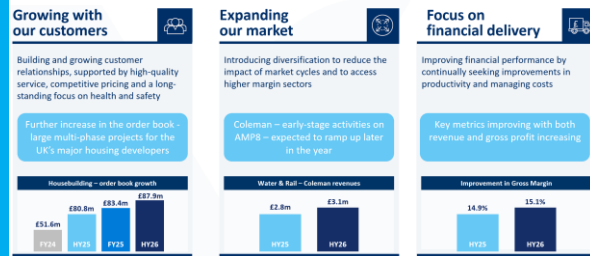 Growing with
our customers
Building and growing customer
relationships, supported by high-quality
service, competitive pricing and a long-
standing focus on health and safety
Further increase in the order book -
large multi-phase projects for the
UK's major housing developers
Housebuilding – order book growth
£51.6m
£80.8m
£83.4m
£87.9m
FY24
HY25
FY25
HY26
Expanding
our market
Introducing diversification to reduce the
impact of market cycles and to access
higher margin sectors
Coleman – early-stage activities on
AMP8 – expected to ramp up later
in the year
Water & Rail – Coleman revenues
£2.8m
£3.1m
HY25
HY26
Focus on
financial delivery
£
Improving financial performance by
continually seeking improvements in
productivity and managing costs
Key metrics improving with both
revenue and gross profit increasing
Improvement in Gross Margin
14.9%
15.1%
HY25
HY26